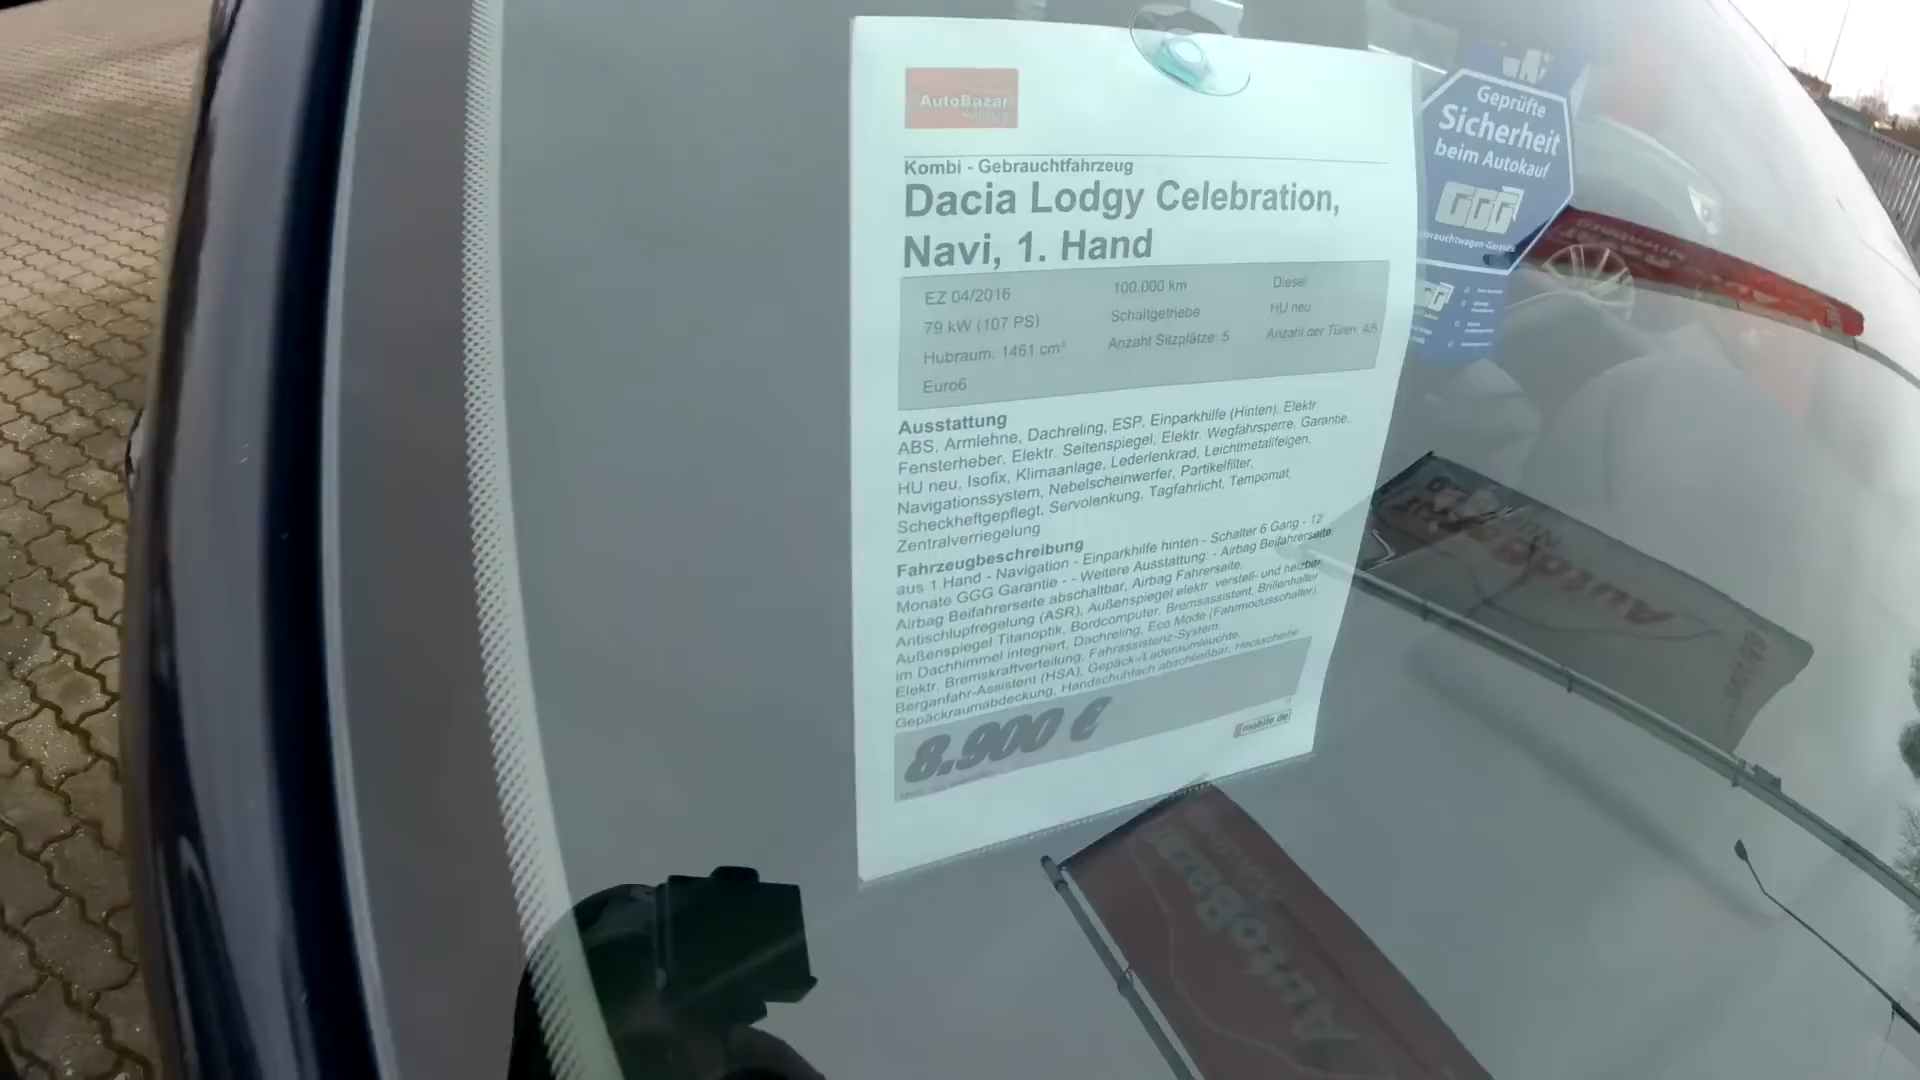 AutoBazar
Kombi - Gebrauchtfahrzeug
Dacia Lodgy Celebration,
Navi, 1. Hand
EZ 04/2016 100.000 km Diesel
79 kW (107 PS) Schaltgetriebe HU neu
Hubraum: 1461 cm³ Anzahl Sitzplätze: 5 Anzahl der Türen: 4/5
Euro6
Ausstattung
ABS, Armlehne, Dachreling, ESP, Einparkhilfe (Hinten), Elektr.
Fensterheber, Elektr. Seitenspiegel, Elektr. Wegfahrsperre, Garantie,
HU neu, Isofix, Klimaanlage, Lederlenkrad, Leichtmetallfelgen,
Navigationssystem, Nebelscheinwerfer, Partikelfilter,
Scheckheftgepflegt, Servolenkung, Tagfahrlicht, Tempomat,
Zentralverriegelung
Fahrzeugbeschreibung
aus 1 Hand - Navigation - Einparkhilfe hinten - Schalter 6 Gang - 12
Monate GGG Garantie - - Weitere Ausstattung: - Airbag Beifahrerseite,
Airbag Beifahrerseite abschaltbar, Airbag Fahrerseite,
Antischlupfregelung (ASR), Außenspiegel elektr. verstell- und heizbar,
Außenspiegel Titanoptik, Bordcomputer, Bremsassistent, Brillenhalter
im Dachhimmel integriert, Dachreling, Eco Mode (Fahrmodusschalter),
Elektr. Bremskraftverteilung, Fahrassistenz-System:
Berganfahr-Assistent (HSA), Gepäck-/Laderaumleuchte,
Gepäckraumabdeckung, Handschuhfach abschließbar, Heckscheibe
8.900 €
mobile.de
Geprüfte
Sicherheit
beim Autokauf
GGG
AutoBazar
AutoBazar